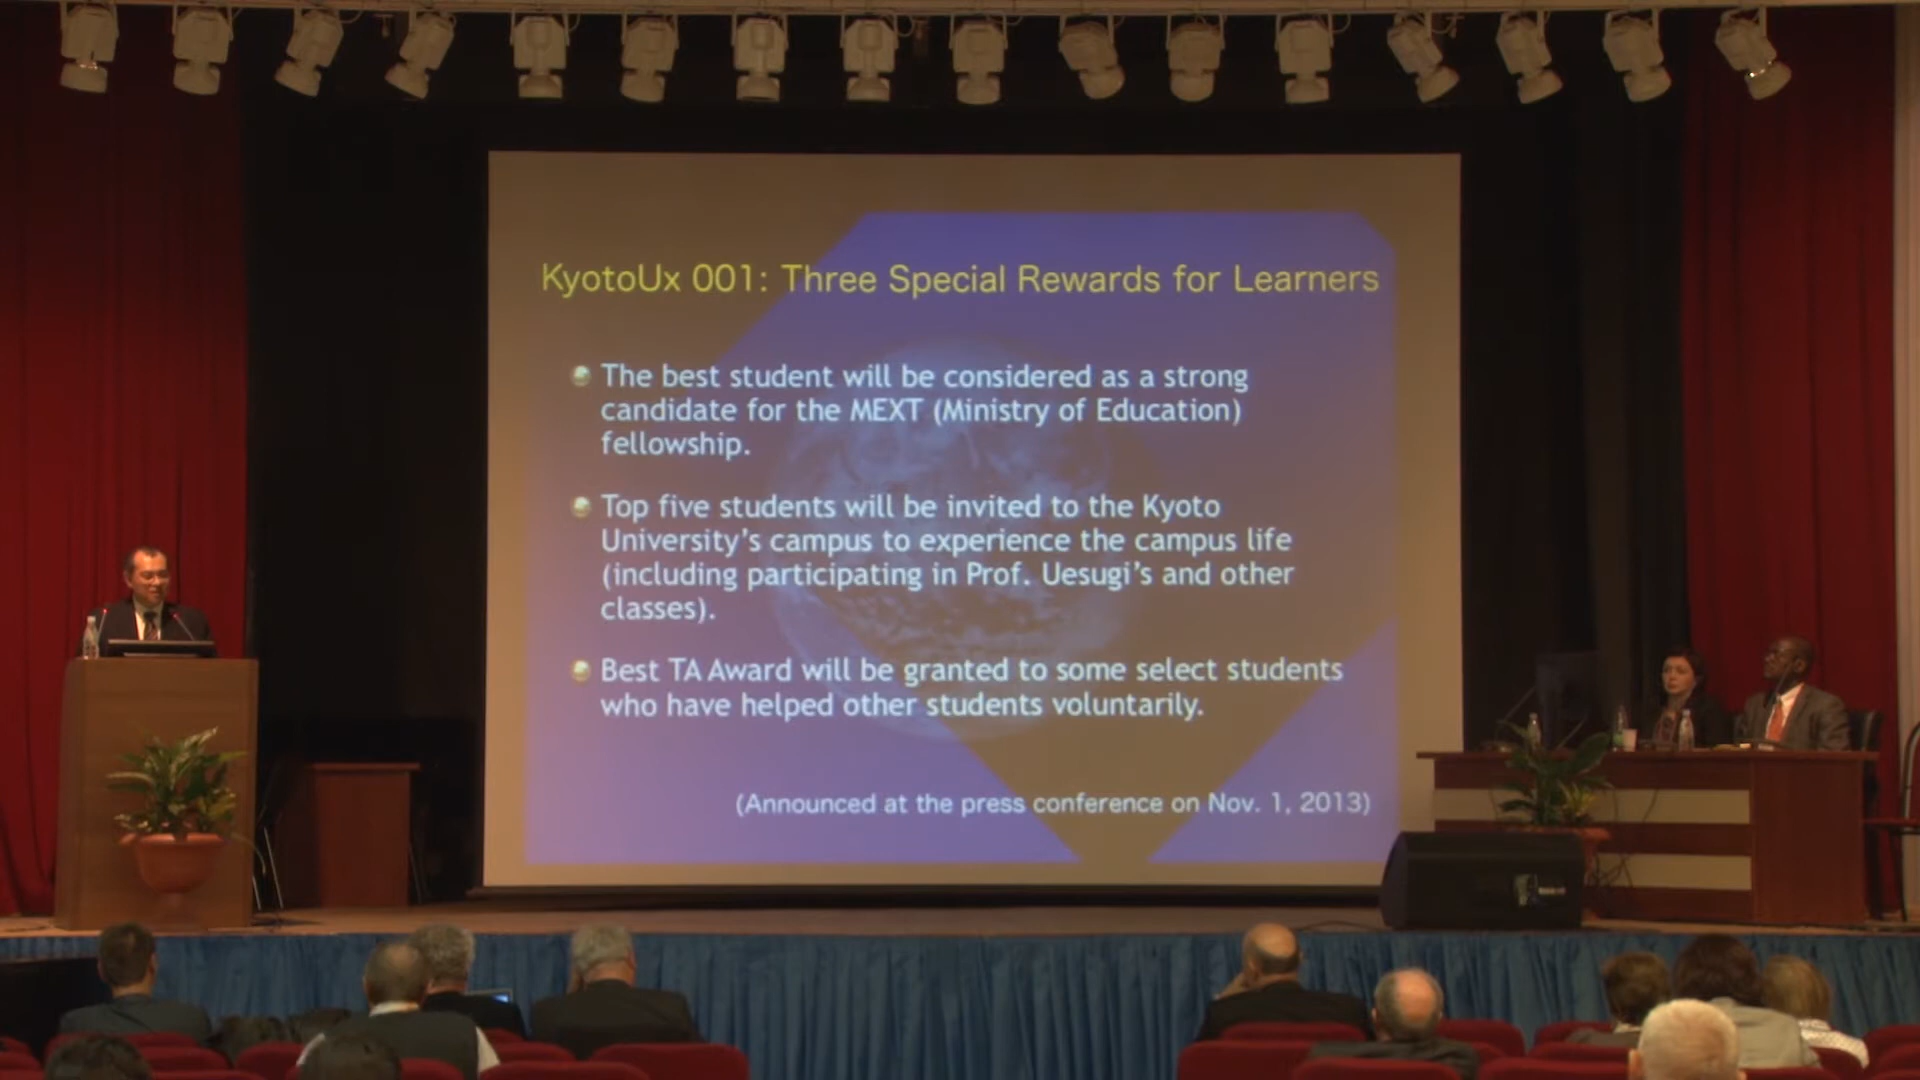 KyotoUx 001: Three Special Rewards for Learners
The best student will be considered as a strong
candidate for the MEXT (Ministry of Education)
fellowship.
Top five students will be invited to the Kyoto
University's campus to experience the campus life
(including participating in Prof. Uesugi's and other
classes).
Best TA Award will be granted to some select students
who have helped other students voluntarily.
(Announced at the press conference on Nov. 1, 2013)